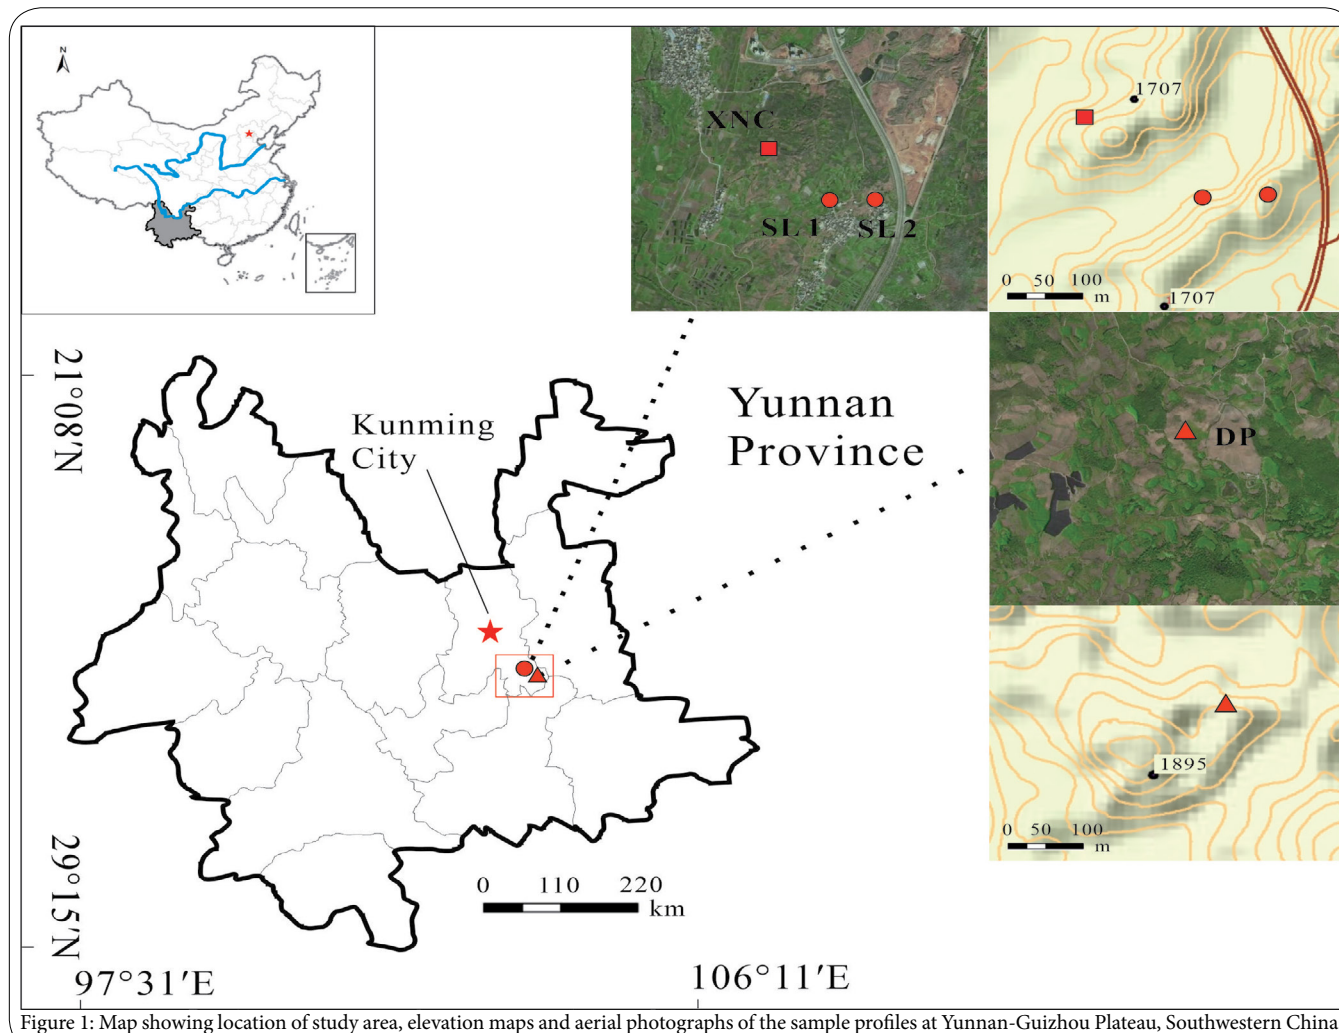 N
XNC
SL 1
SL 2
1707
0 50 100
m
1707
21°08′N
Kunming
City
Yunnan
Province
DP
1895
0 50 100
m
29°15′N
0 110 220
km
97°31′E
106°11′E
Figure 1: Map showing location of study area, elevation maps and aerial photographs of the sample profiles at Yunnan-Guizhou Plateau, Southwestern China